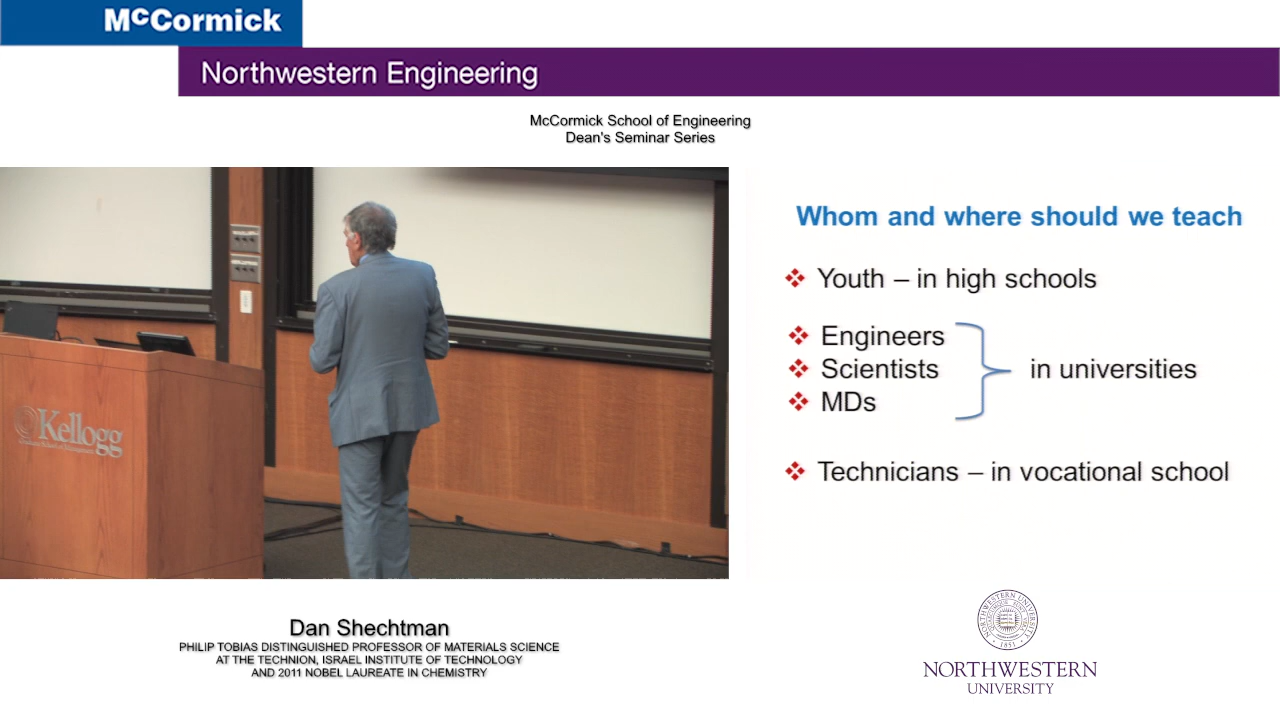 McCormick
Northwestern Engineering
McCormick School of Engineering
Dean's Seminar Series
Whom and where should we teach
Youth – in high schools
Engineers
Scientists
MDs
in universities
Technicians – in vocational school
Kellogg
Dan Shechtman
PHILIP TOBIAS DISTINGUISHED PROFESSOR OF MATERIALS SCIENCE
AT THE TECHNION, ISRAEL INSTITUTE OF TECHNOLOGY
AND 2011 NOBEL LAUREATE IN CHEMISTRY
NORTHWESTERN
UNIVERSITY